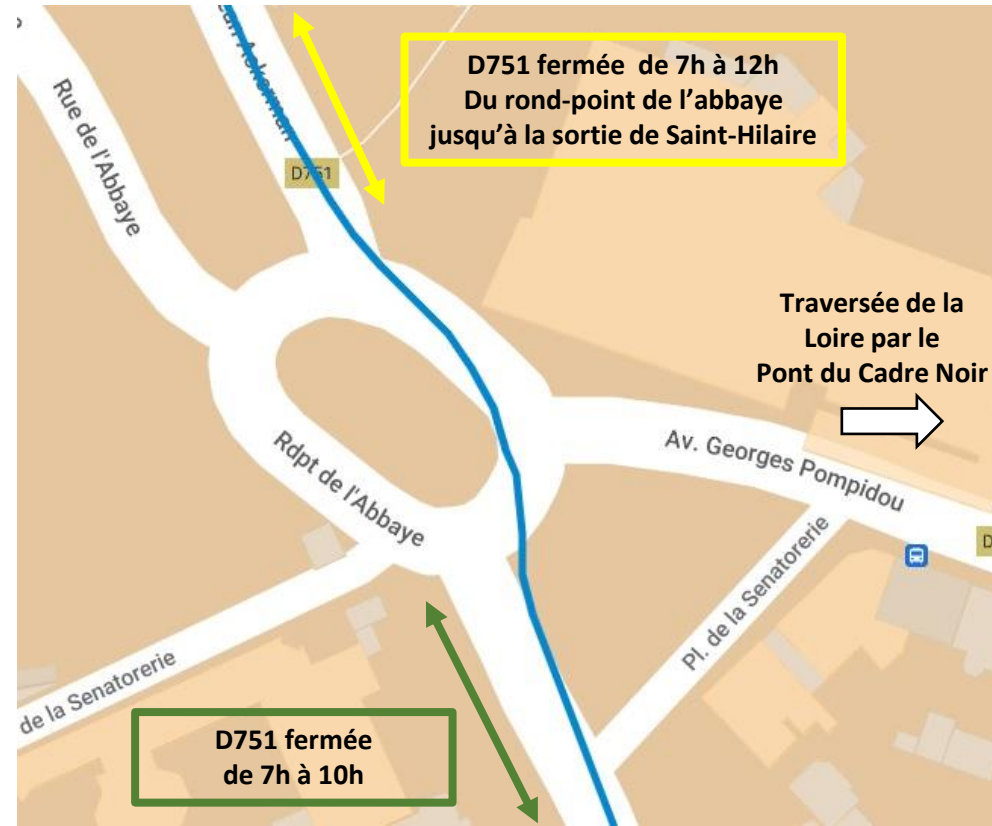 D751 fermée de 7h à 12h
Du rond-point de l’abbaye
jusqu’à la sortie de Saint-Hilaire
Ackerman
Rue de l'Abbaye
D751
Traversée de la
Loire par le
Pont du Cadre Noir
Rdpt de l'Abbaye
Av. Georges Pompidou
D
Pl. de la Senatorerie
de la Senatorerie
D751 fermée
de 7h à 10h